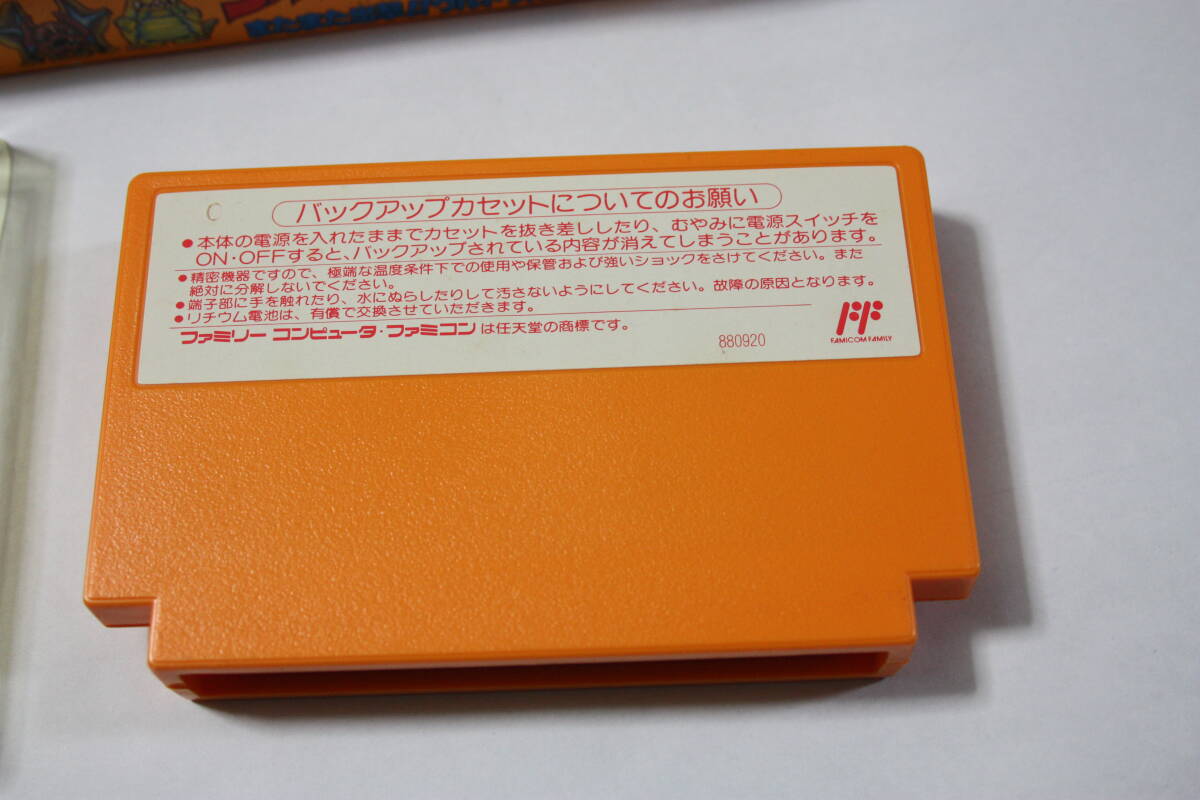 C
バックアップカセットについてのお願い
●本体の電源を入れたままでカセットを抜き差ししたり、むやみに電源スイッチを
ON・OFFすると、バックアップされている内容が消えてしまうことがあります。
●精密機器ですので、極端な温度条件下での使用や保管および強いショックをさけてください。また
絶対に分解しないでください。
●端子部に手を触れたり、水にぬらしたりして汚さないようにしてください。故障の原因となります。
●リチウム電池は、有償で交換させていただきます。
ファミリー コンピュータ・ファミコン は任天堂の商標です。
880920
FAMICOM FAMILY